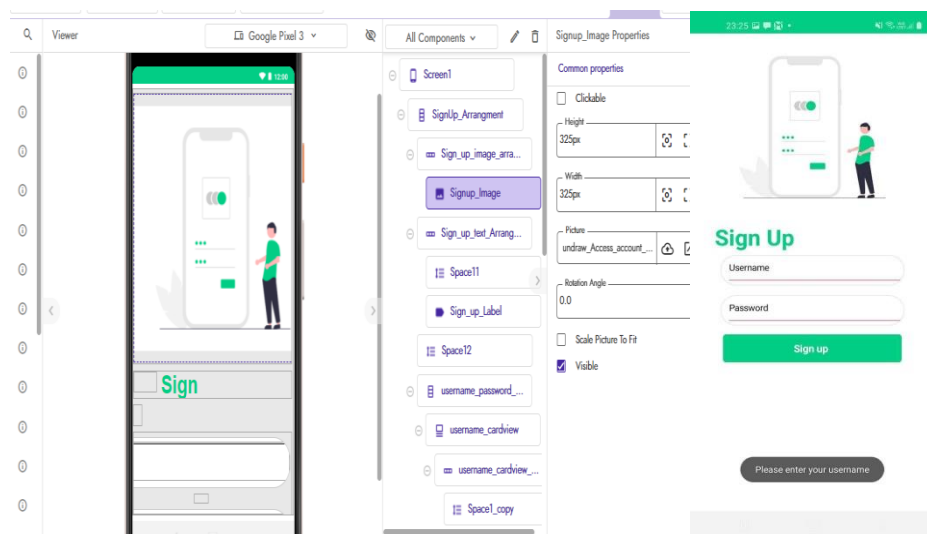 Viewer
Google Pixel 3
All Components
Signup_Image Properties
12:00
Sign
Screen1
SignUp_Arrangment
Sign_up_image_arra...
Signup_Image
Sign_up_text_Arrang...
Space11
Sign_up_Label
Space12
username_password_...
username_cardview
username_cardview_...
Space1_copy
Common properties
Clickable
Height
325px
Width
325px
Picture
undraw_Access_account_...
Rotation Angle
0.0
Scale Picture To Fit
Visible
23:25
Sign Up
Username
Password
Sign up
Please enter your username